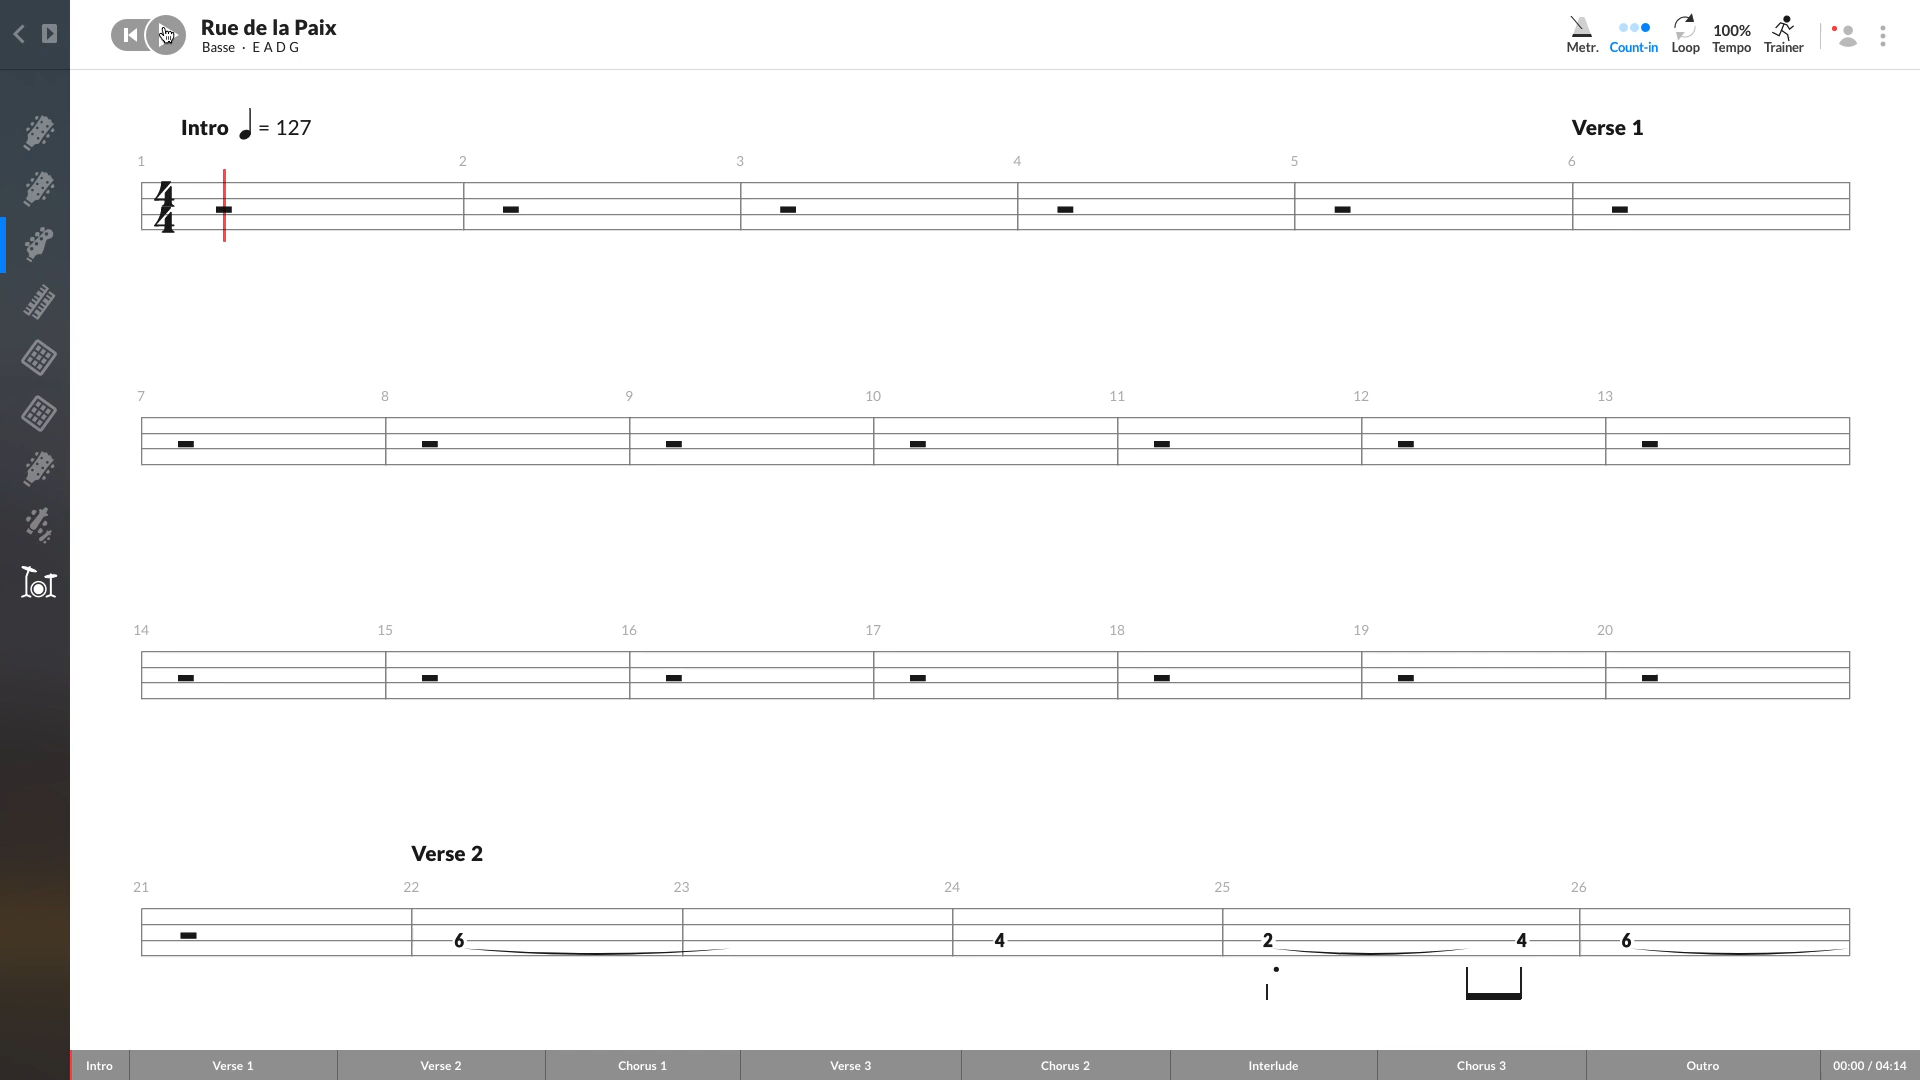 Rue de la Paix
Basse · E A D G
Metr.
Count-in
Loop
100%
Tempo
Trainer
Intro = 127
Verse 1
1 2 3 4 5 6
4
4
7 8 9 10 11 12 13
14 15 16 17 18 19 20
Verse 2
21 22 23 24 25 26
6 4 2 4 6
Intro Verse 1 Verse 2 Chorus 1 Verse 3 Chorus 2 Interlude Chorus 3 Outro 00:00 / 04:14